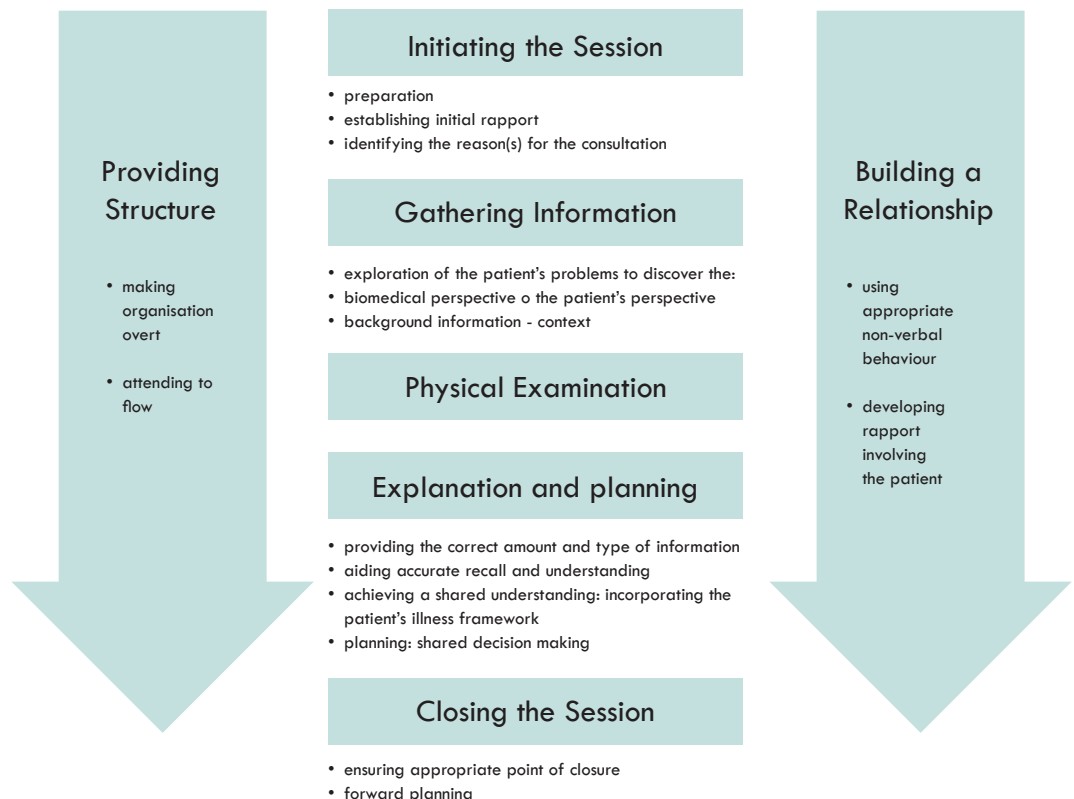 Initiating the Session
• preparation
• establishing initial rapport
• identifying the reason(s) for the consultation
Providing
Structure
• making
organisation
overt
• attending to
flow
Gathering Information
• exploration of the patient's problems to discover the:
• biomedical perspective o the patient's perspective
• background information - context
Physical Examination
Explanation and planning
• providing the correct amount and type of information
• aiding accurate recall and understanding
• achieving a shared understanding: incorporating the
patient's illness framework
• planning: shared decision making
Closing the Session
• ensuring appropriate point of closure
• forward planning
Building a
Relationship
• using
appropriate
non-verbal
behaviour
• developing
rapport
involving
the patient